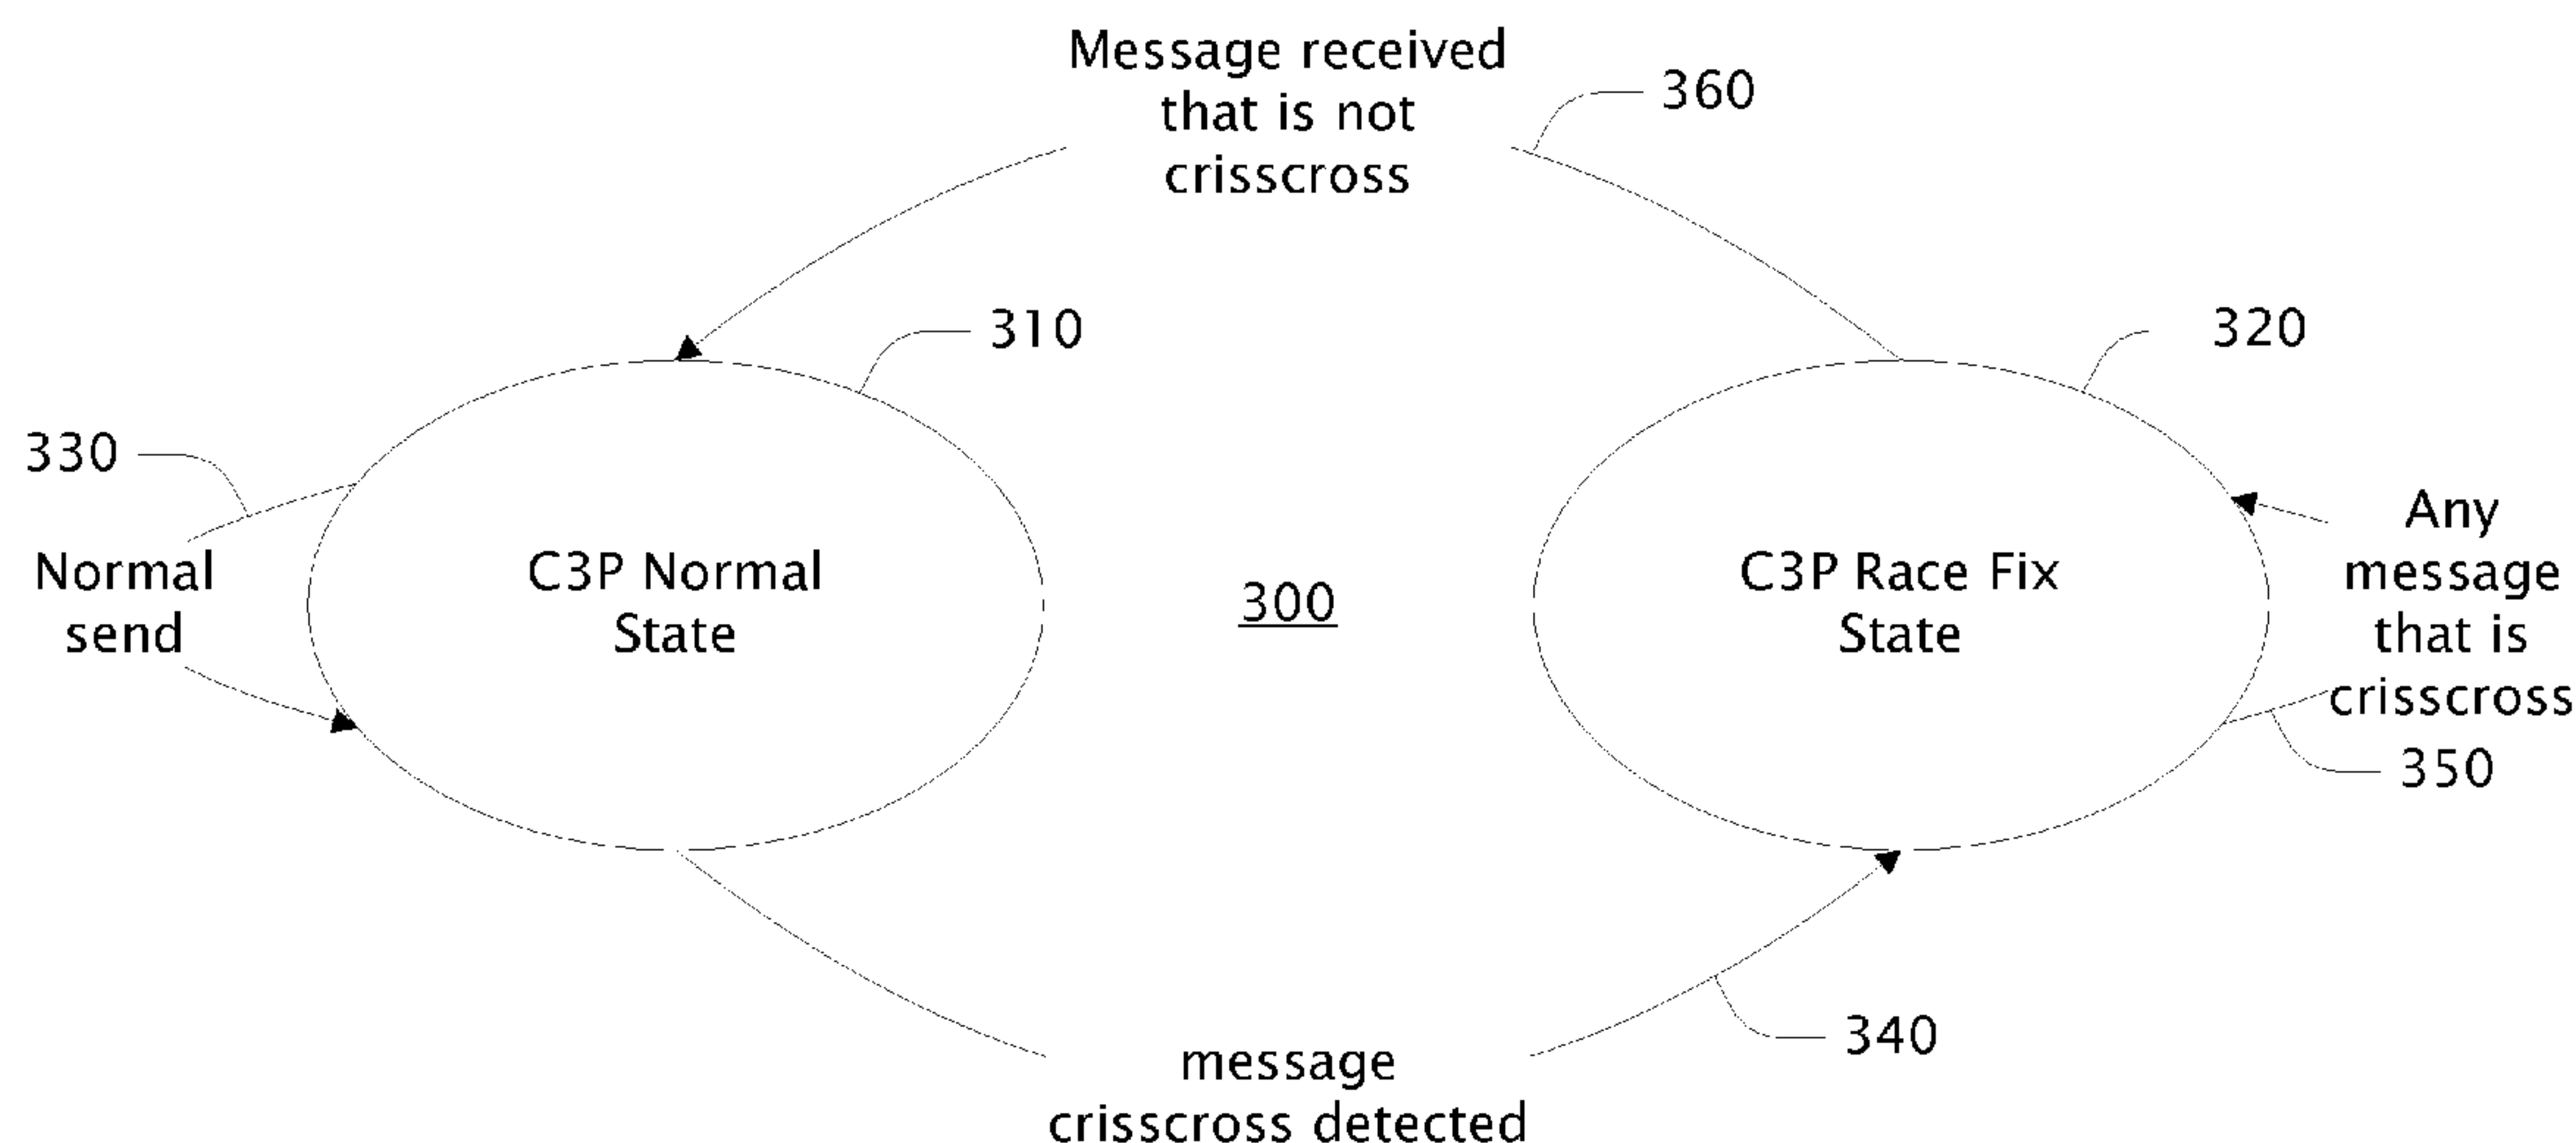 Message received
that is not
crisscross
360
310
320
330
Normal
send
C3P Normal
State
300
C3P Race Fix
State
Any
message
that is
crisscross
350
340
message
crisscross detected